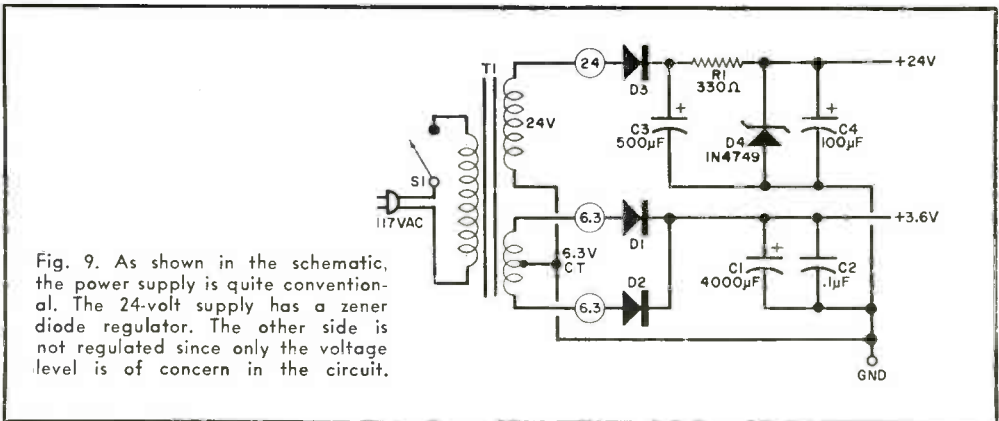 T1
24
D3
R1
330Ω
+24V
24V
+
C3
500µF
D4
1N4749
+
C4
100µF
S1
117VAC
6.3
D1
+3.6V
6.3V
CT
+
C1
4000µF
C2
.1µF
6.3
D2
GND
Fig. 9. As shown in the schematic,
the power supply is quite convention-
al. The 24-volt supply has a zener
diode regulator. The other side is
not regulated since only the voltage
level is of concern in the circuit.